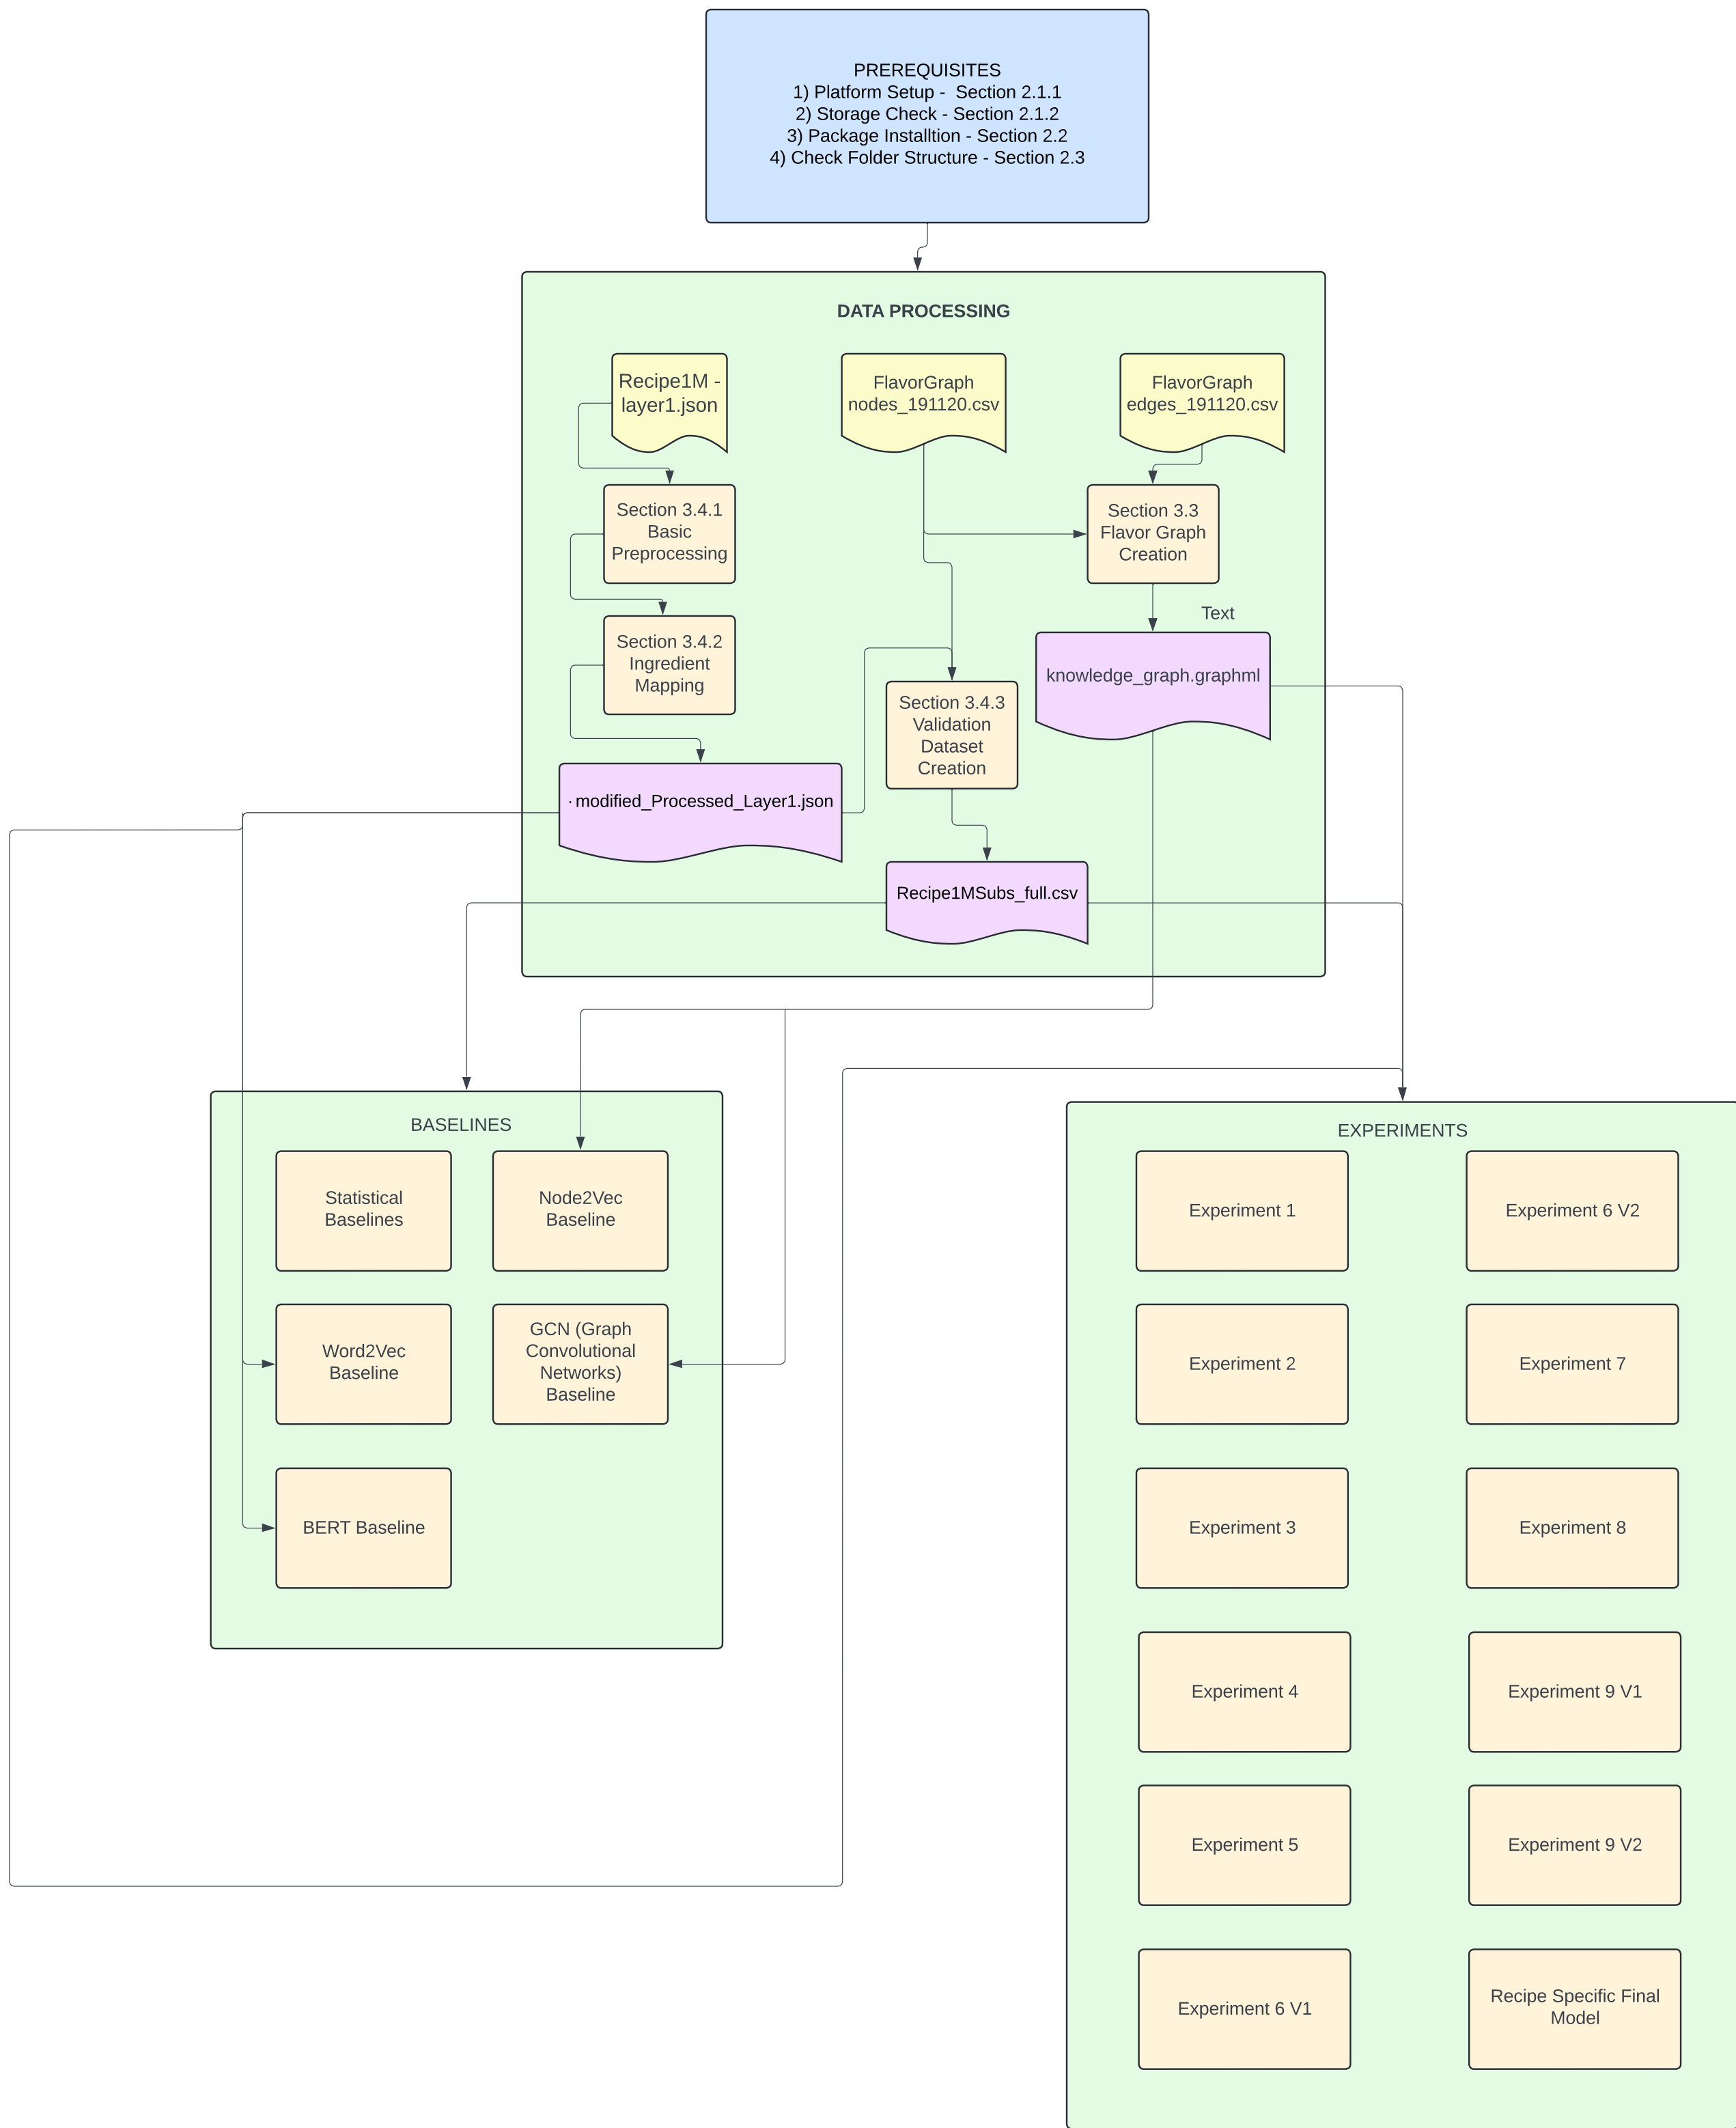 PREREQUISITES
1) Platform Setup -  Section 2.1.1
2) Storage Check - Section 2.1.2
3) Package Installtion - Section 2.2
4) Check Folder Structure - Section 2.3
DATA PROCESSING
Recipe1M -
layer1.json
FlavorGraph
nodes_191120.csv
FlavorGraph
edges_191120.csv
Section 3.4.1
Basic
Preprocessing
Section 3.3
Flavor Graph
Creation
Text
Section 3.4.2
Ingredient
Mapping
knowledge_graph.graphml
Section 3.4.3
Validation
Dataset
Creation
· modified_Processed_Layer1.json
Recipe1MSubs_full.csv
BASELINES
Statistical
Baselines
Node2Vec
Baseline
Word2Vec
Baseline
GCN (Graph
Convolutional
Networks)
Baseline
BERT Baseline
EXPERIMENTS
Experiment 1
Experiment 6 V2
Experiment 2
Experiment 7
Experiment 3
Experiment 8
Experiment 4
Experiment 9 V1
Experiment 5
Experiment 9 V2
Experiment 6 V1
Recipe Specific Final
Model